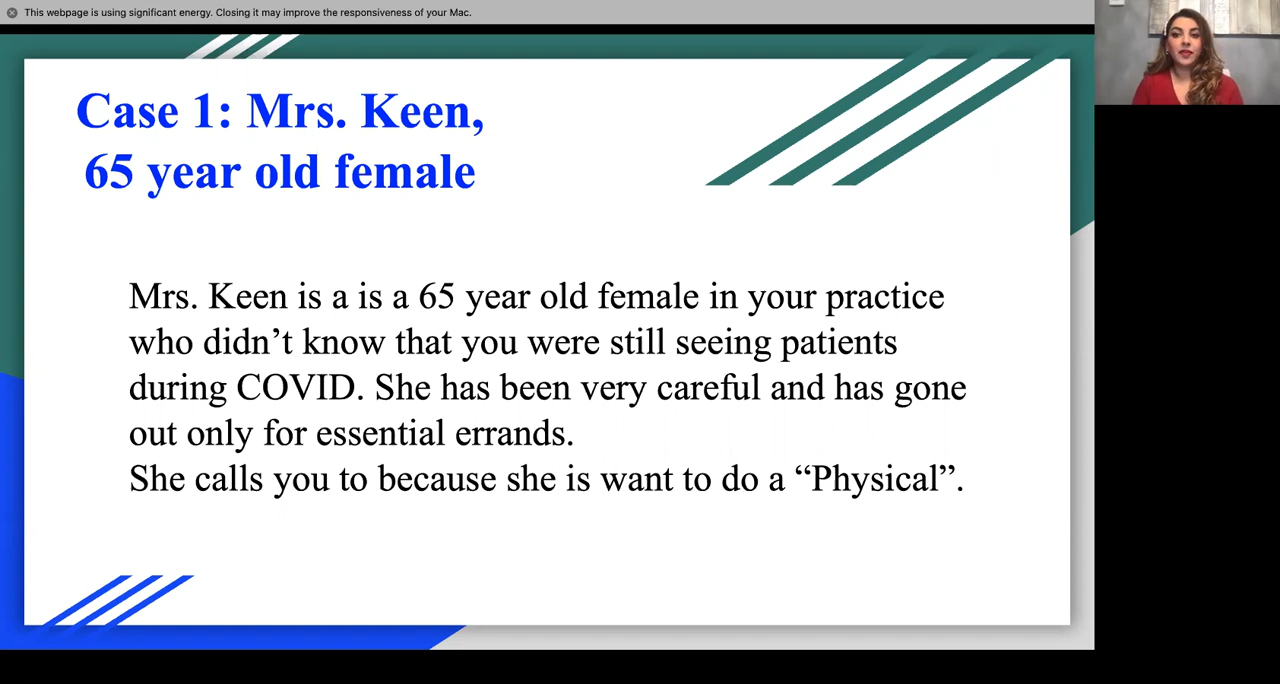 This webpage is using significant energy. Closing it may improve the responsiveness of your Mac.
Case 1: Mrs. Keen,
65 year old female
Mrs. Keen is a is a 65 year old female in your practice
who didn’t know that you were still seeing patients
during COVID. She has been very careful and has gone
out only for essential errands.
She calls you to because she is want to do a “Physical”.